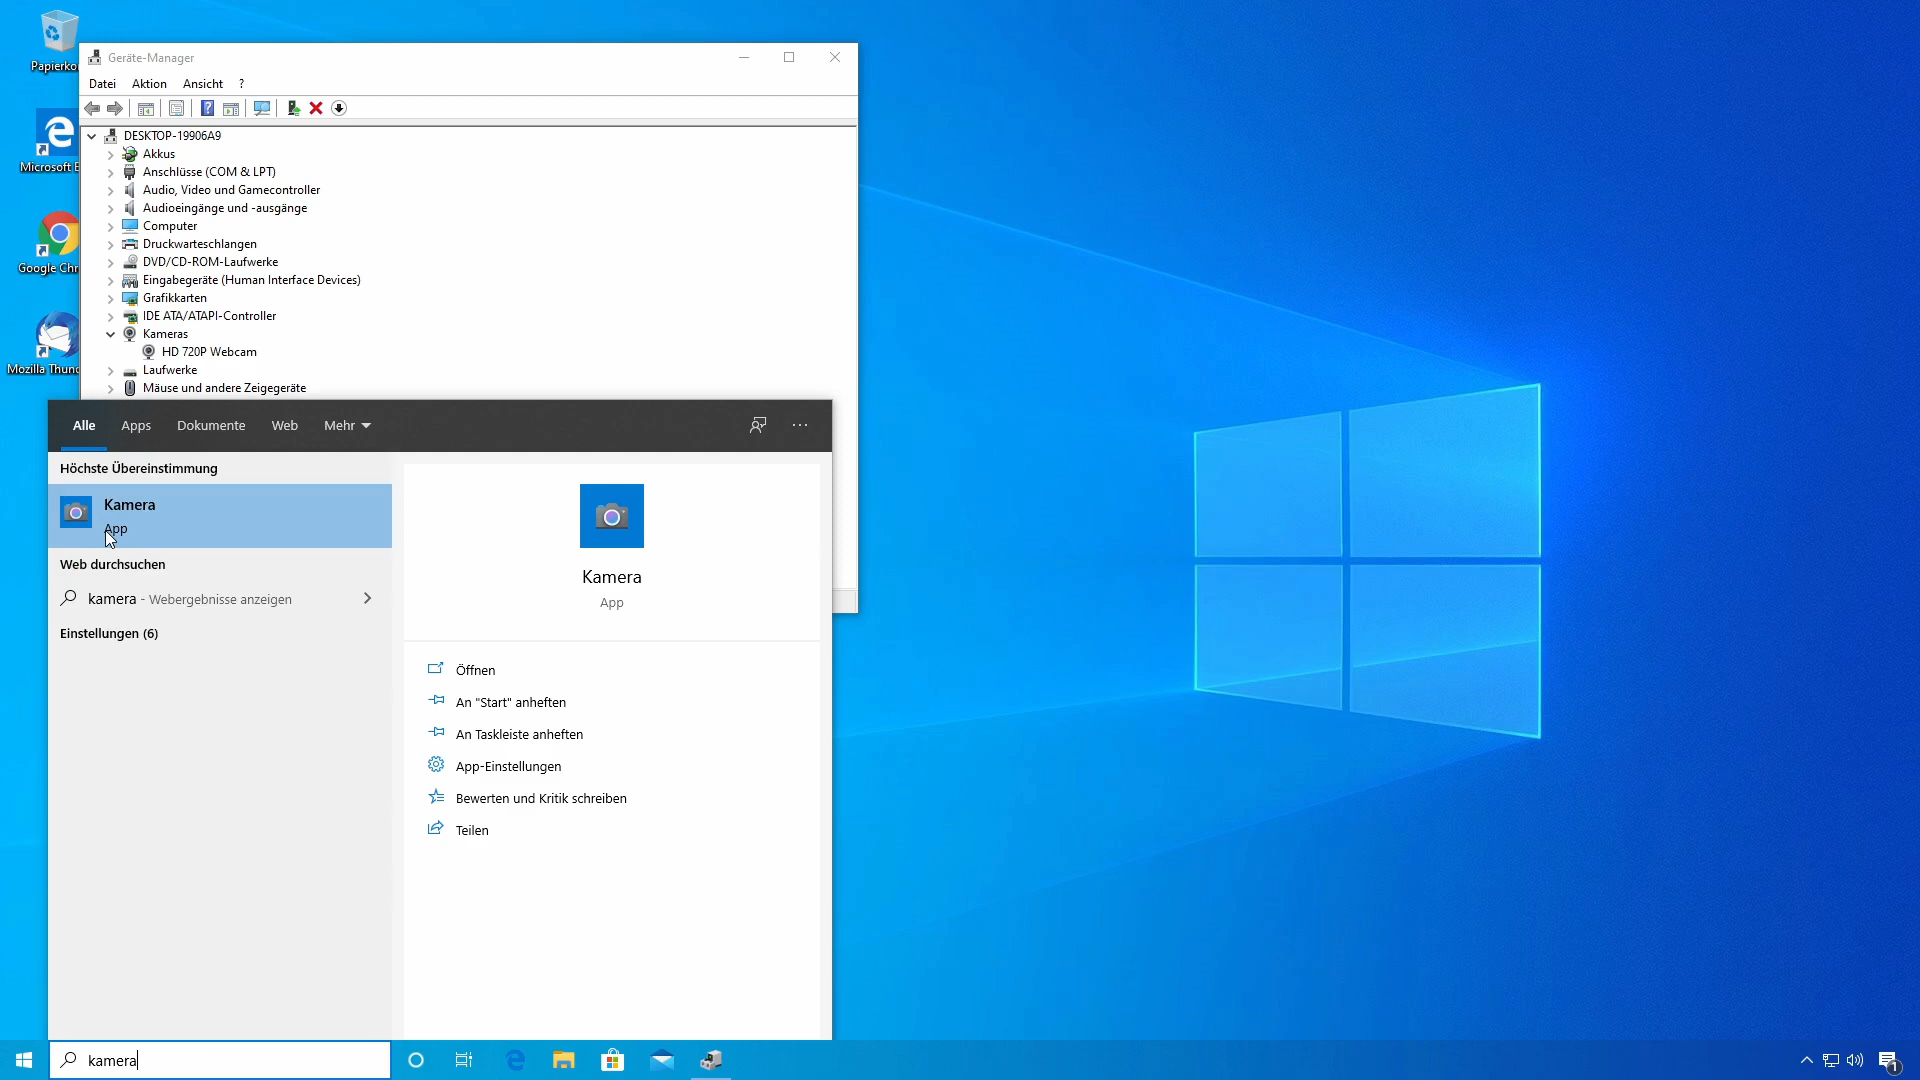 Papierko
Geräte-Manager
Datei Aktion Ansicht ?
DESKTOP-19906A9
Akkus
Anschlüsse (COM & LPT)
Audio, Video und Gamecontroller
Audioeingänge und -ausgänge
Computer
Druckwarteschlangen
DVD/CD-ROM-Laufwerke
Eingabegeräte (Human Interface Devices)
Grafikkarten
IDE ATA/ATAPI-Controller
Kameras
HD 720P Webcam
Laufwerke
Mäuse und andere Zeigegeräte
Microsoft E
Google Chr
Mozilla Thun
Alle Apps Dokumente Web Mehr
Höchste Übereinstimmung
Kamera
App
Web durchsuchen
kamera - Webergebnisse anzeigen
Einstellungen (6)
Kamera
App
Öffnen
An "Start" anheften
An Taskleiste anheften
App-Einstellungen
Bewerten und Kritik schreiben
Teilen
kamera
1